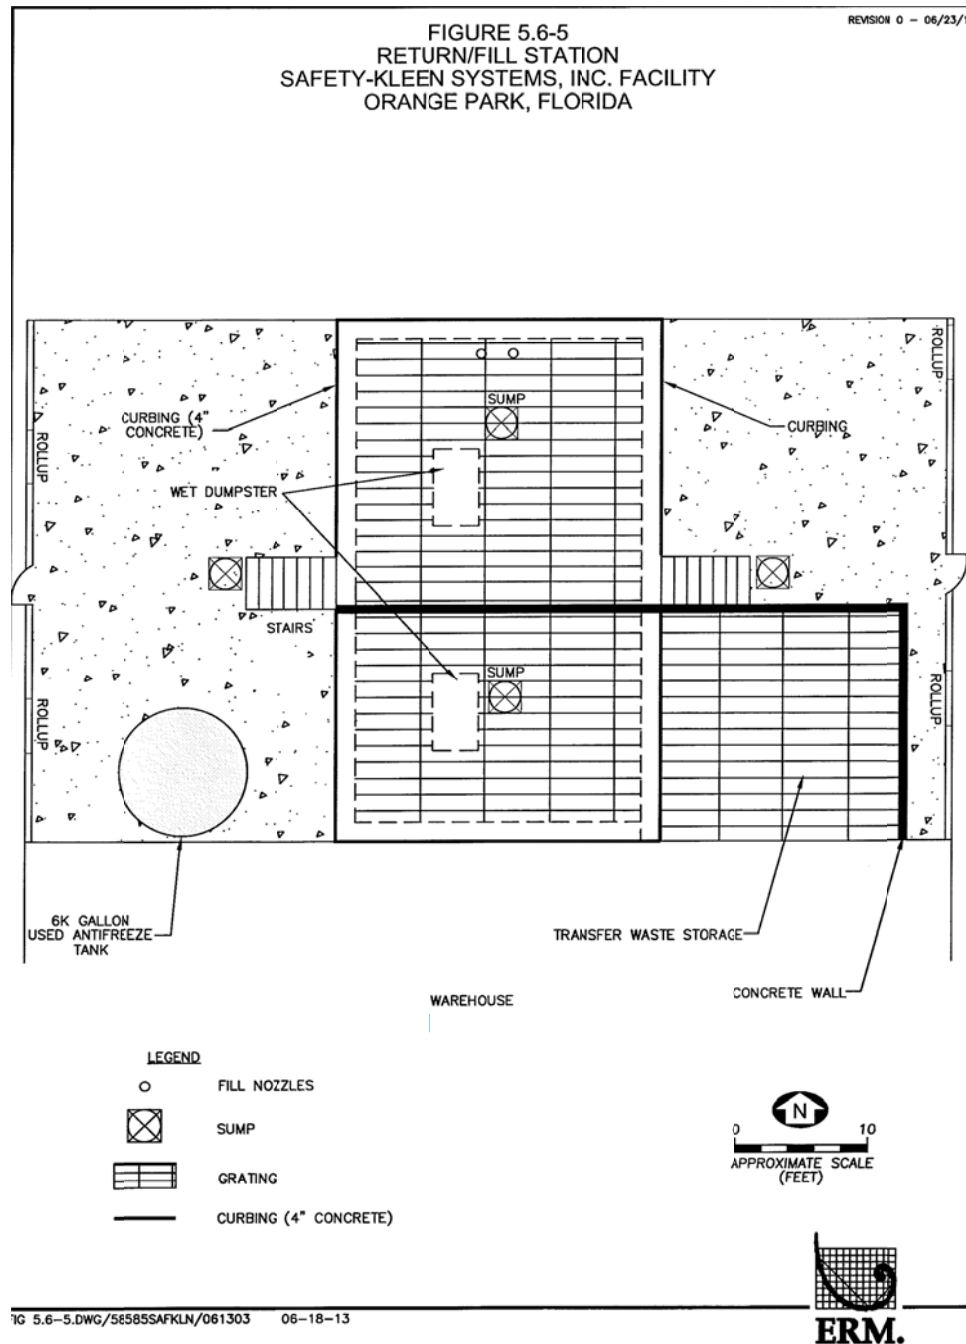 REVISION 0 - 06/23/1
FIGURE 5.6-5
RETURN/FILL STATION
SAFETY-KLEEN SYSTEMS, INC. FACILITY
ORANGE PARK, FLORIDA
ROLLUP
SUMP
CURBING (4"
CONCRETE)
CURBING
ROLLUP
WET DUMPSTER
STAIRS
SUMP
ROLLUP
ROLLUP
6K GALLON
USED ANTIFREEZE
TANK
TRANSFER WASTE STORAGE
CONCRETE WALL
WAREHOUSE
LEGEND
FILL NOZZLES
SUMP
GRATING
CURBING (4" CONCRETE)
N
0 10
APPROXIMATE SCALE
(FEET)
FIG 5.6-5.DWG/58585SAFKLN/061303 06-18-13
ERM.